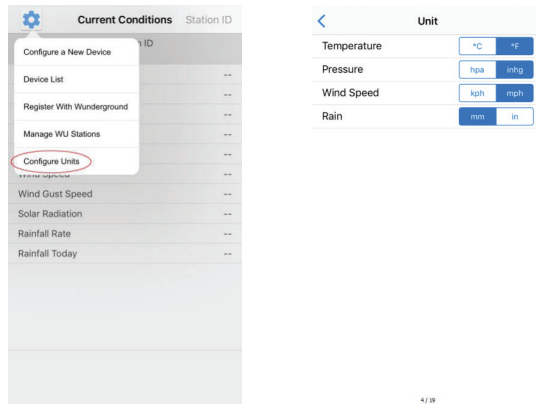 Current Conditions Station ID
n ID
Configure a New Device
Device List
--
--
Register With Wunderground
--
Manage WU Stations
--
Configure Units
--
Wind Speed
--
Wind Gust Speed --
Solar Radiation --
Rainfall Rate --
Rainfall Today --
Unit
Temperature °C °F
Pressure hpa inhg
Wind Speed kph mph
Rain mm in
4 / 19